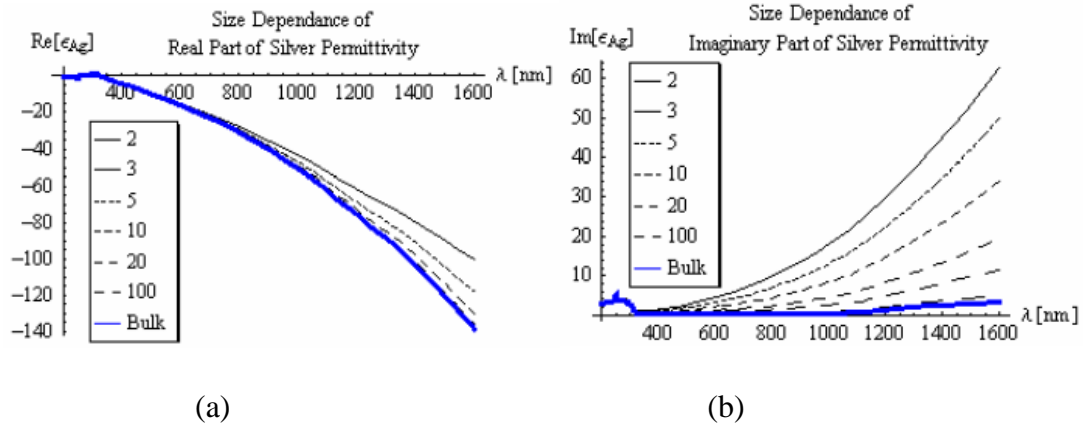 Size Dependance of
Real Part of Silver Permittivity
Re[ϵAg]
λ [nm]
400 600 800 1000 1200 1400 1600
−20
−40
−60
−80
−100
−120
−140
2
3
5
10
20
100
Bulk
(a)
Size Dependance of
Imaginary Part of Silver Permittivity
Im[ϵAg]
60
50
40
30
20
10
2
3
5
10
20
100
Bulk
λ [nm]
400 600 800 1000 1200 1400 1600
(b)